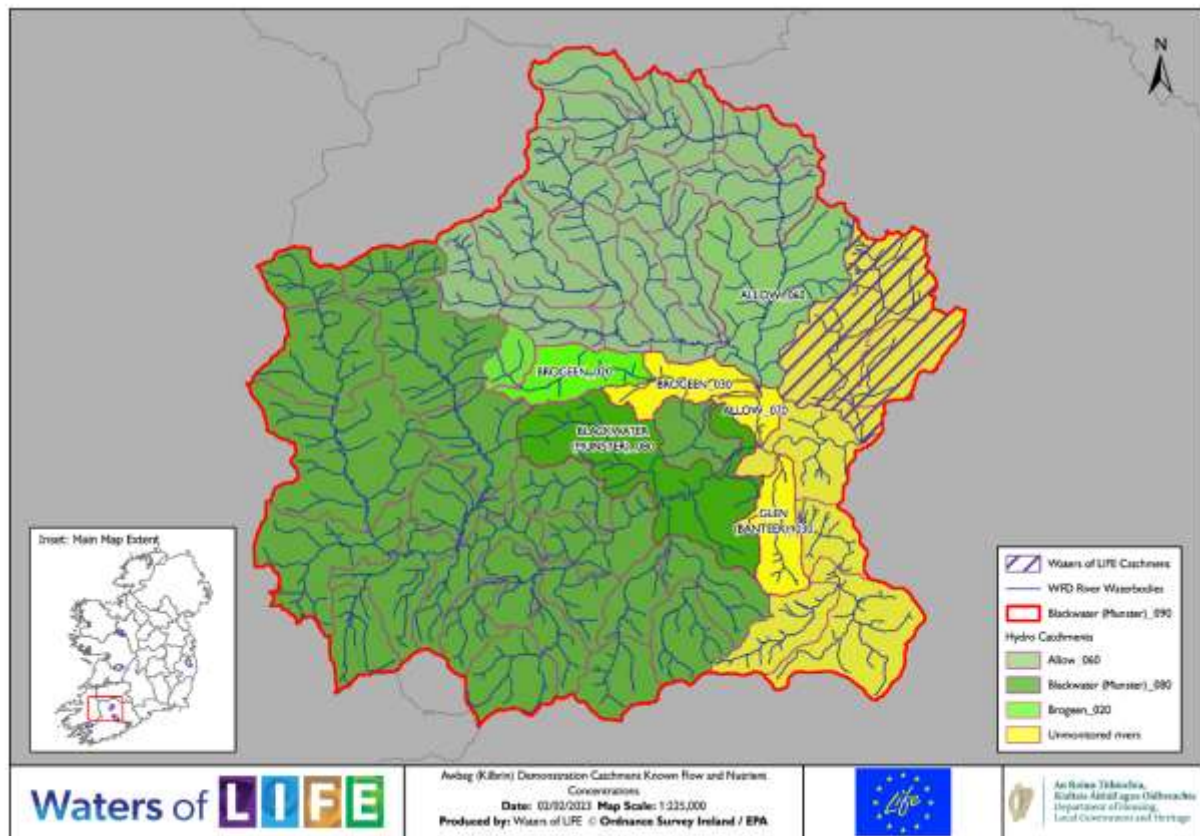 N
ALLOW_060
BROGEEN_020
BROGEEN_030
ALLOW_070
BLACKWATER
(MUNSTER)_080
GLEN
(BANTEER)_030
Inset: Main Map Extent
Waters of LIFE Catchment
WFD River Waterbodies
Blackwater (Munster)_090
Hydro Catchments
Allow_060
Blackwater (Munster)_080
Brogeen_020
Unmonitored rivers
Waters of LIFE
Awbeg (Kilbrin) Demonstration Catchment Known Flow and Nutrient
Concentrations
Date: 02/02/2023 Map Scale: 1:225,000
Produced by: Waters of LIFE © Ordnance Survey Ireland / EPA
Life
An Roinn Tithíochta,
Rialtais Áitiúil agus Oidhreachta
Department of Housing,
Local Government and Heritage